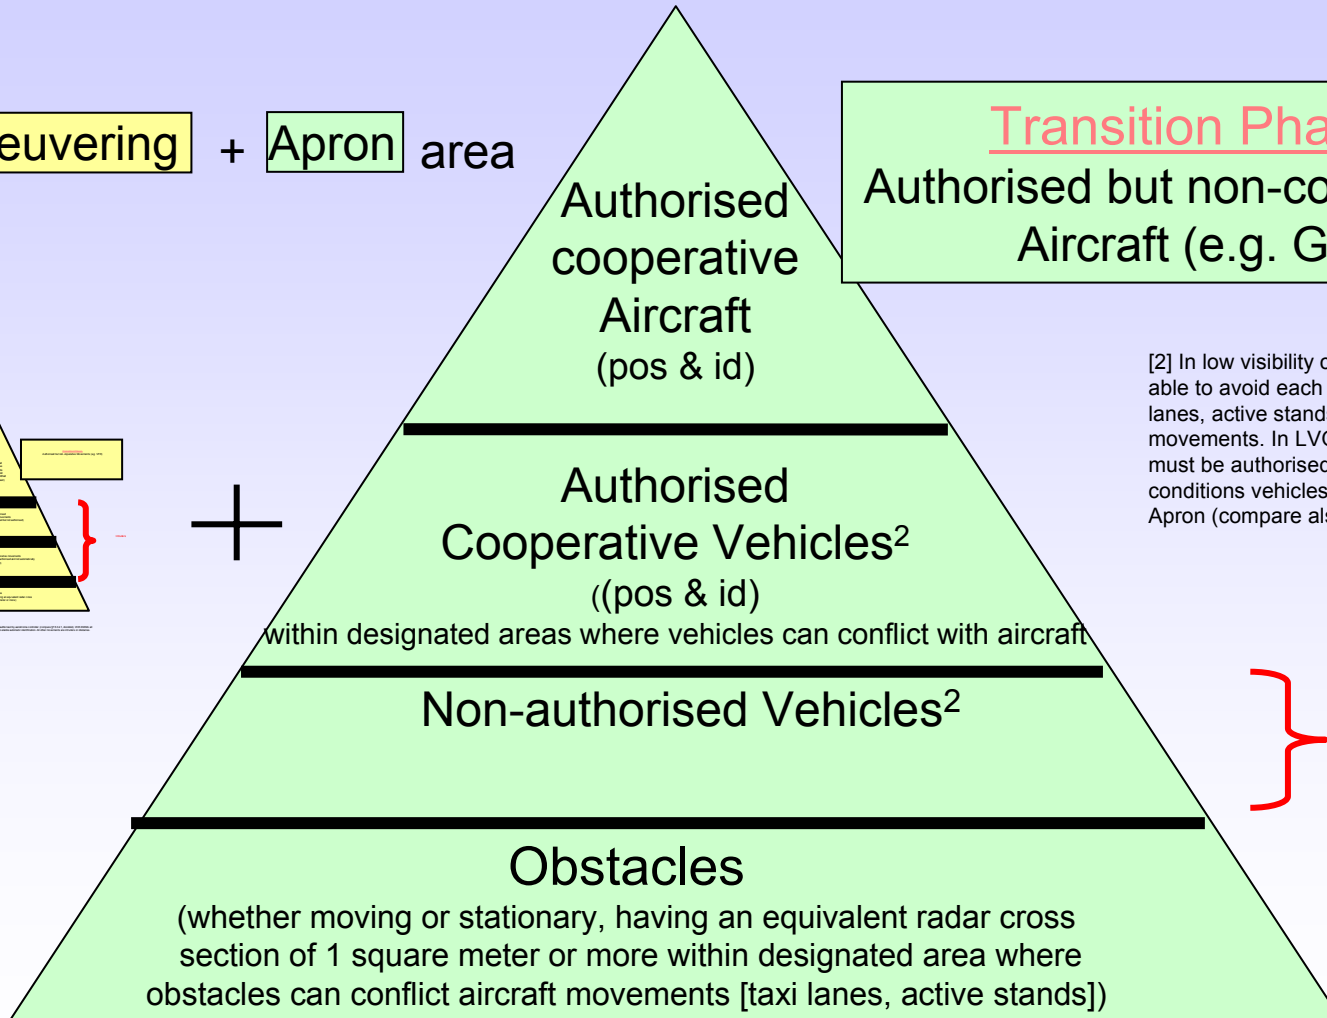 euvering + Apron area
Transition Pha
Authorised but non-co
Aircraft (e.g. G
Authorised
cooperative
Aircraft
(pos & id)
[2] In low visibility
able to avoid each
lanes, active stand
movements. In LV
must be authorised
conditions vehicles
Apron (compare al
Authorised
Cooperative Vehicles²
((pos & id)
within designated areas where vehicles can conflict with aircraft
Non-authorised Vehicles²
Obstacles
(whether moving or stationary, having an equivalent radar cross
section of 1 square meter or more within designated area where
obstacles can conflict aircraft movements [taxi lanes, active stands])